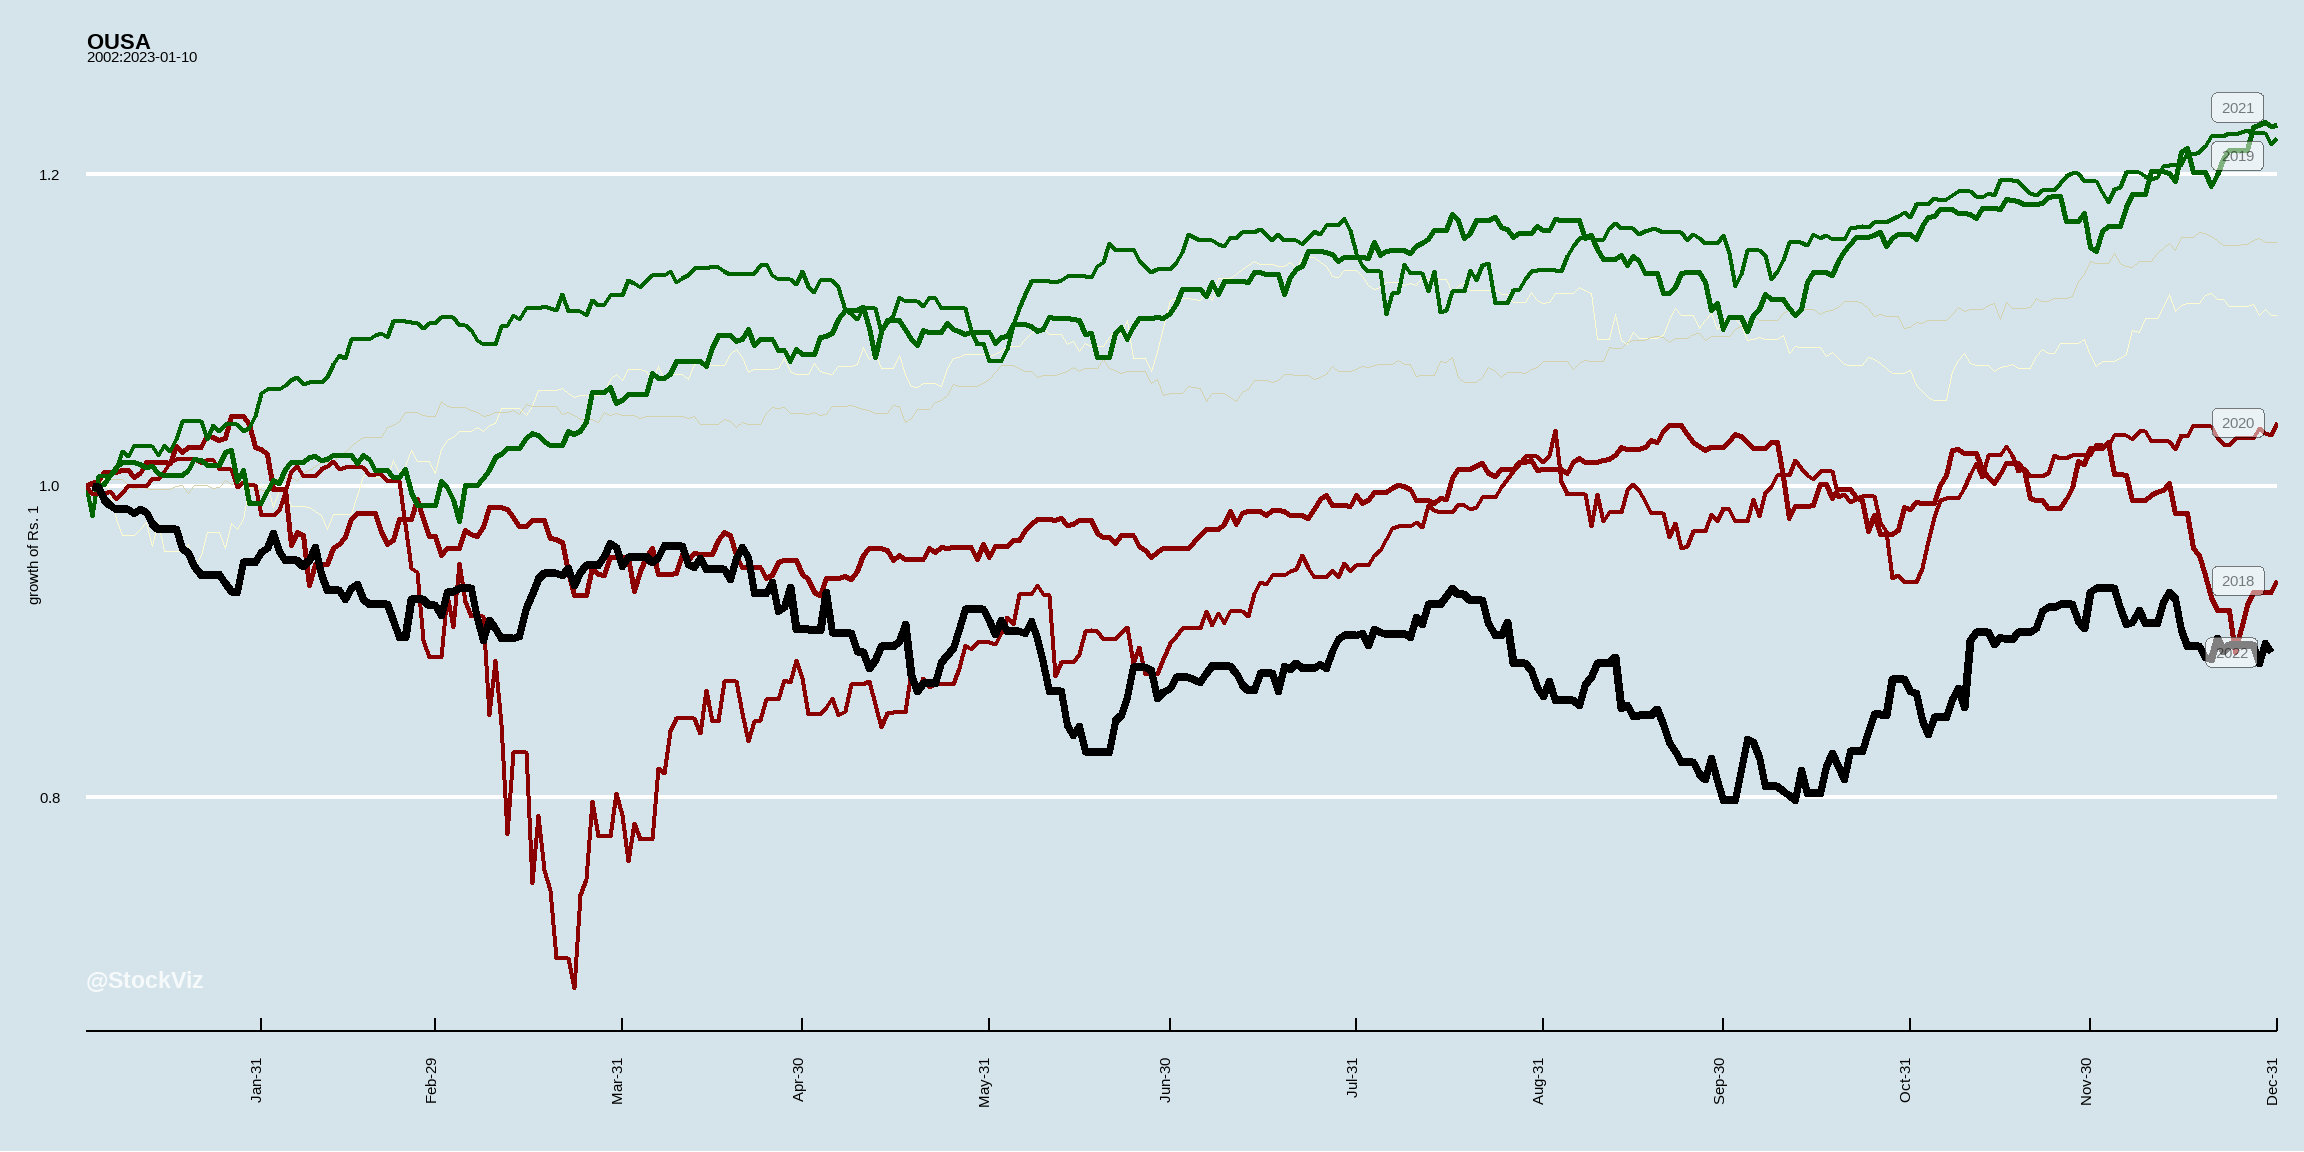 OUSA
2002:2023-01-10
2021
1.2
2019
2020
1.0
growth of Rs. 1
2018
2022
0.8
@StockViz
Jan-31
Feb-29
Mar-31
Apr-30
May-31
Jun-30
Jul-31
Aug-31
Sep-30
Oct-31
Nov-30
Dec-31